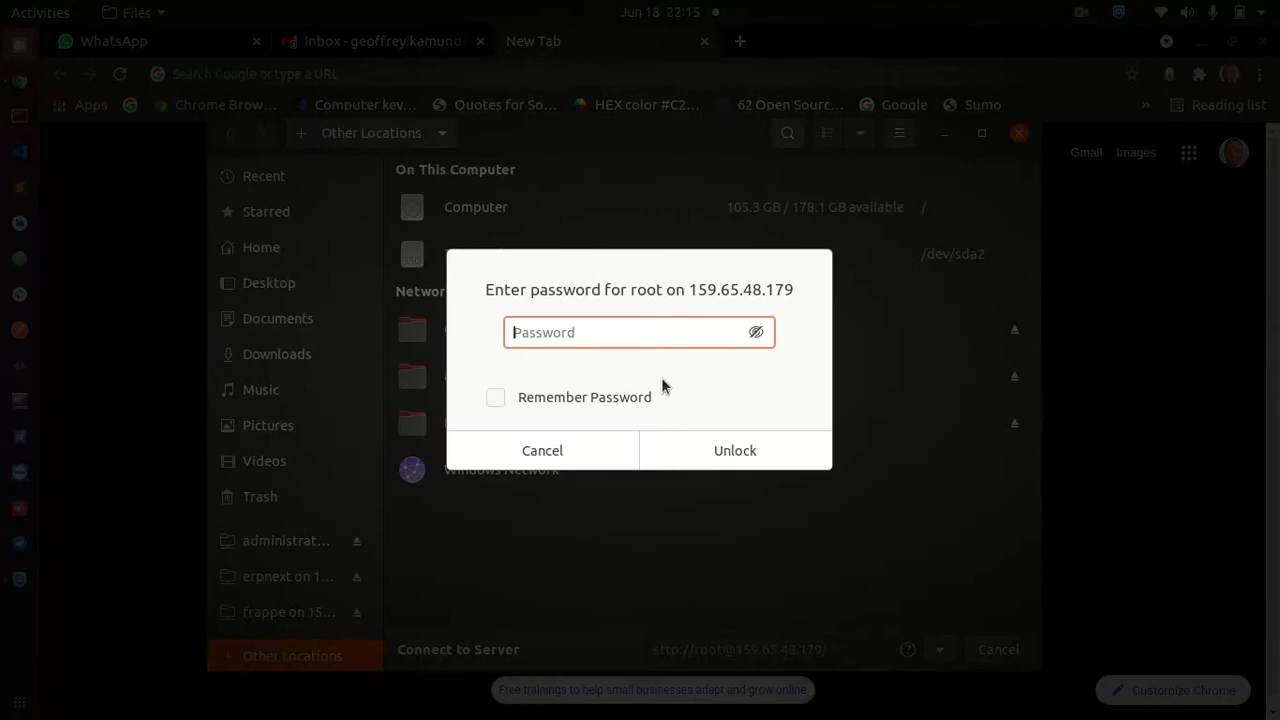 Activities
Files
Jun 18 22:15
WhatsApp
Inbox - geoffrey.kamund
New Tab
Search Google or type a URL
Apps
Chrome Brow...
Computer key...
Quotes for So...
HEX color #C2...
62 Open Sourc...
Google
Sumo
»
Reading list
Other Locations
Gmail
Images
Recent
Starred
Home
Desktop
Documents
Downloads
Music
Pictures
Videos
Trash
administrat...
erpnext on 1...
frappe on 15...
+ Other Locations
On This Computer
Computer
105.3 GB / 178.1 GB available
/
/dev/sda2
Networ
Windows Network
Enter password for root on 159.65.48.179
Password
Remember Password
Cancel
Unlock
Connect to Server
sftp://root@159.65.48.179/
Cancel
Free trainings to help small businesses adapt and grow online
Customize Chrome